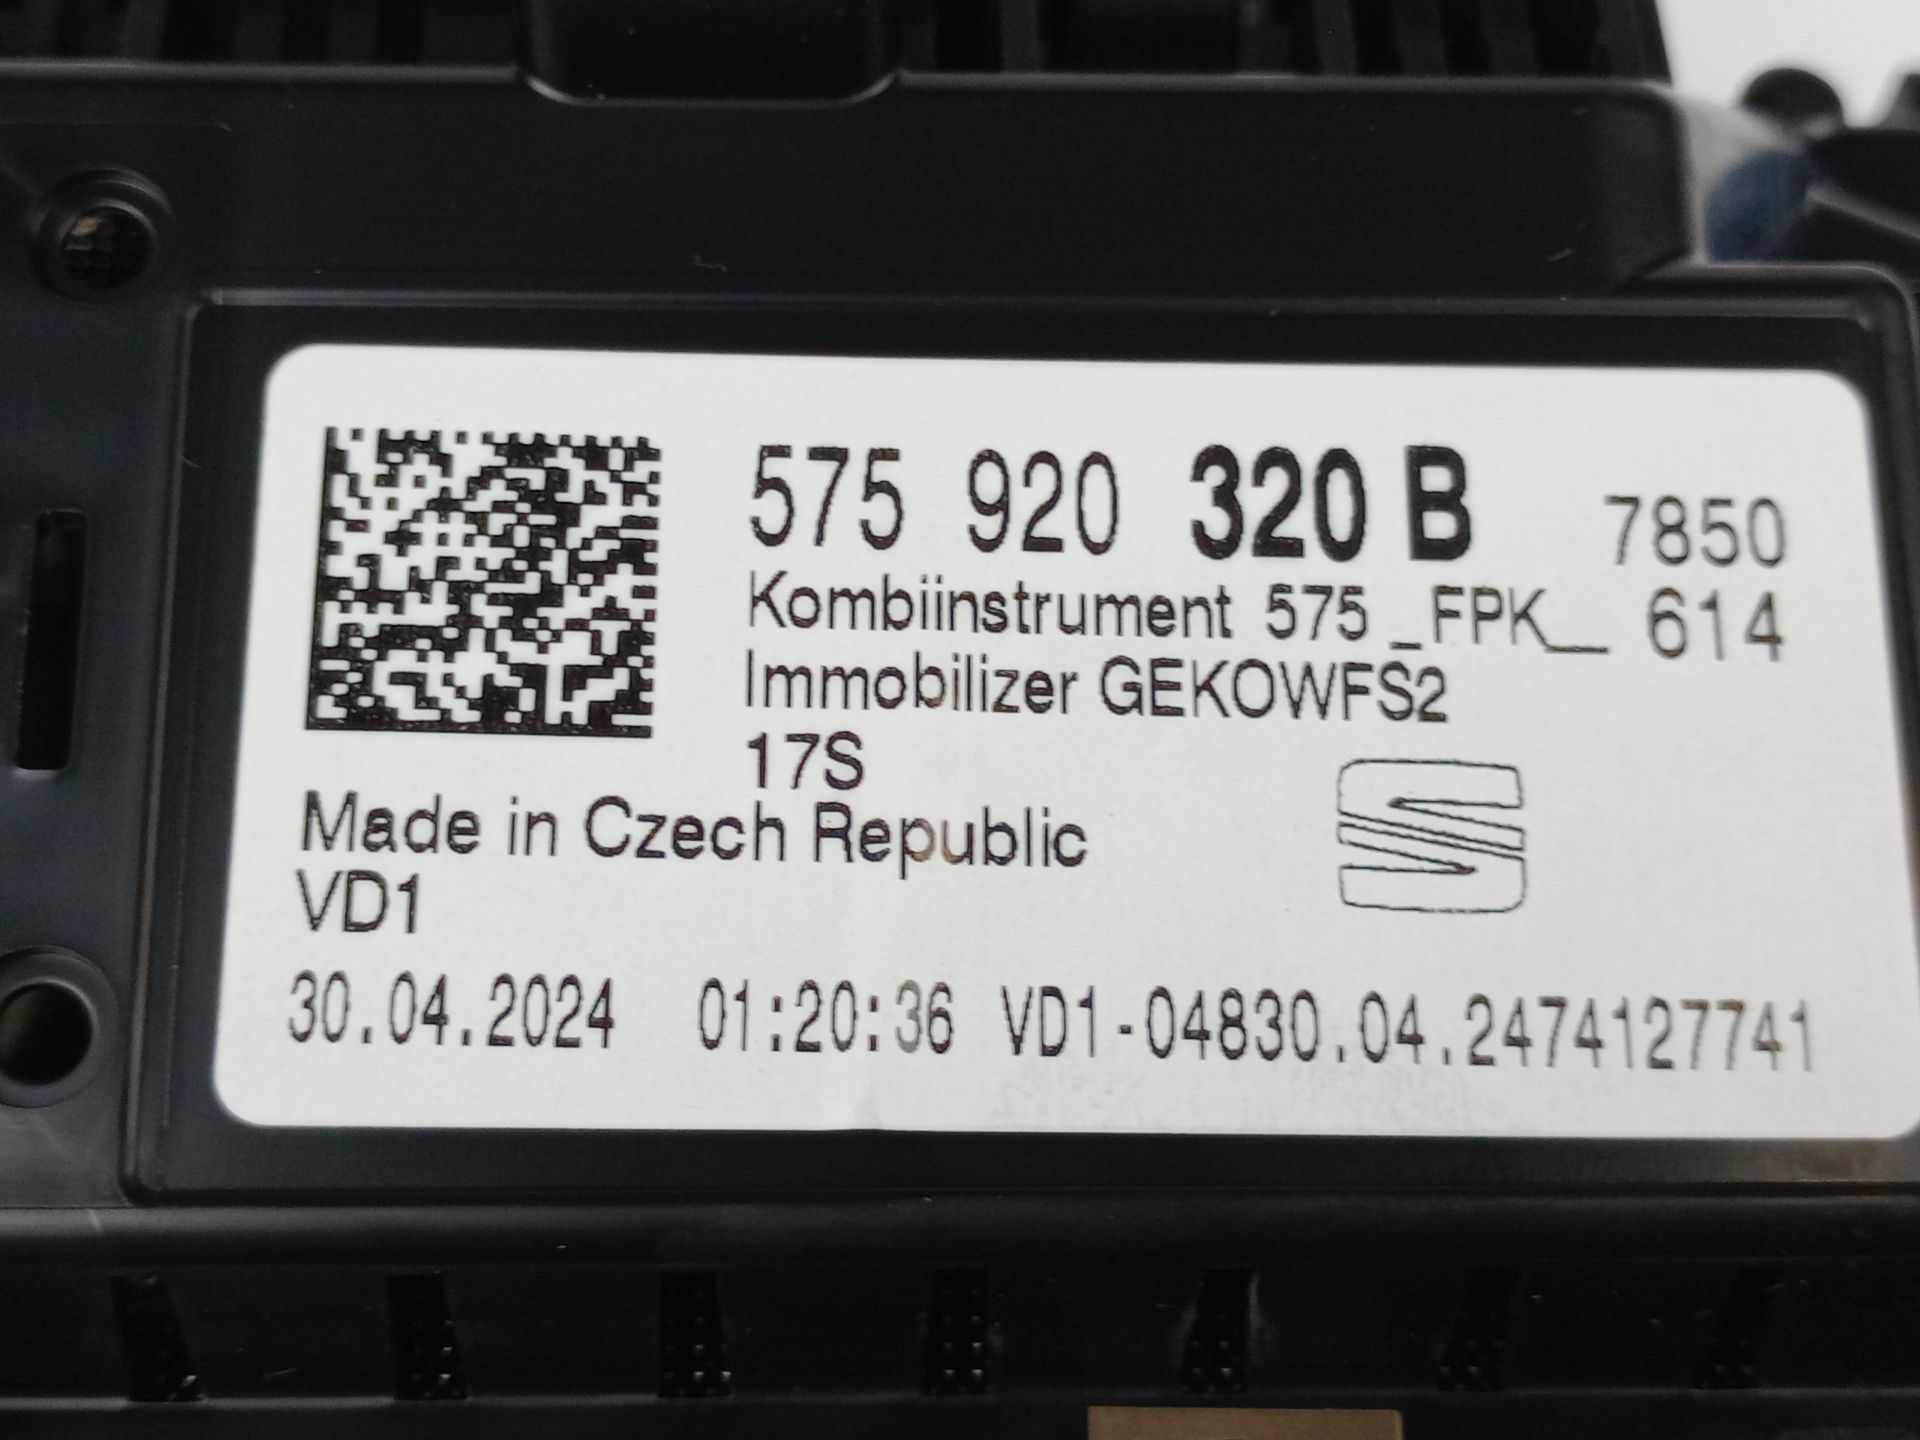 575 920 320 B 7850
Kombiinstrument 575 _FPK_ 614
Immobilizer GEKOWFS2
17S
Made in Czech Republic
VD1
30.04.2024 01:20:36 VD1-04830.04.2474127741